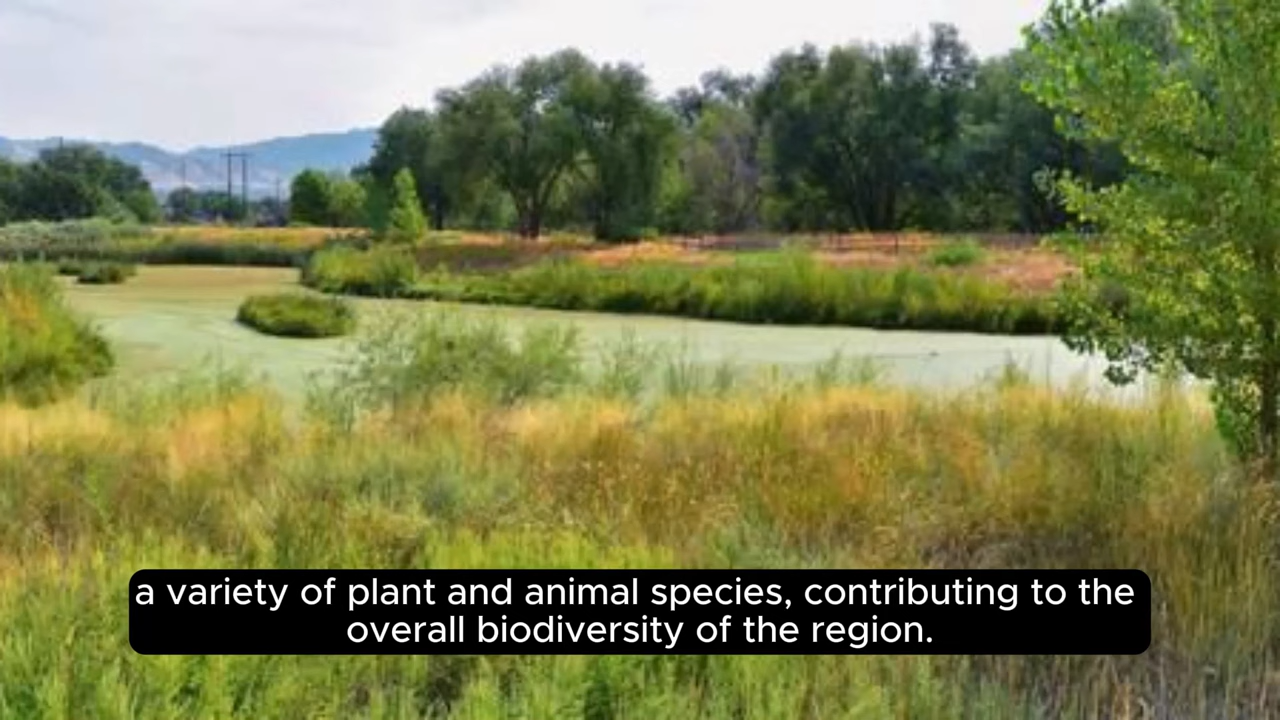 a variety of plant and animal species, contributing to the
overall biodiversity of the region.